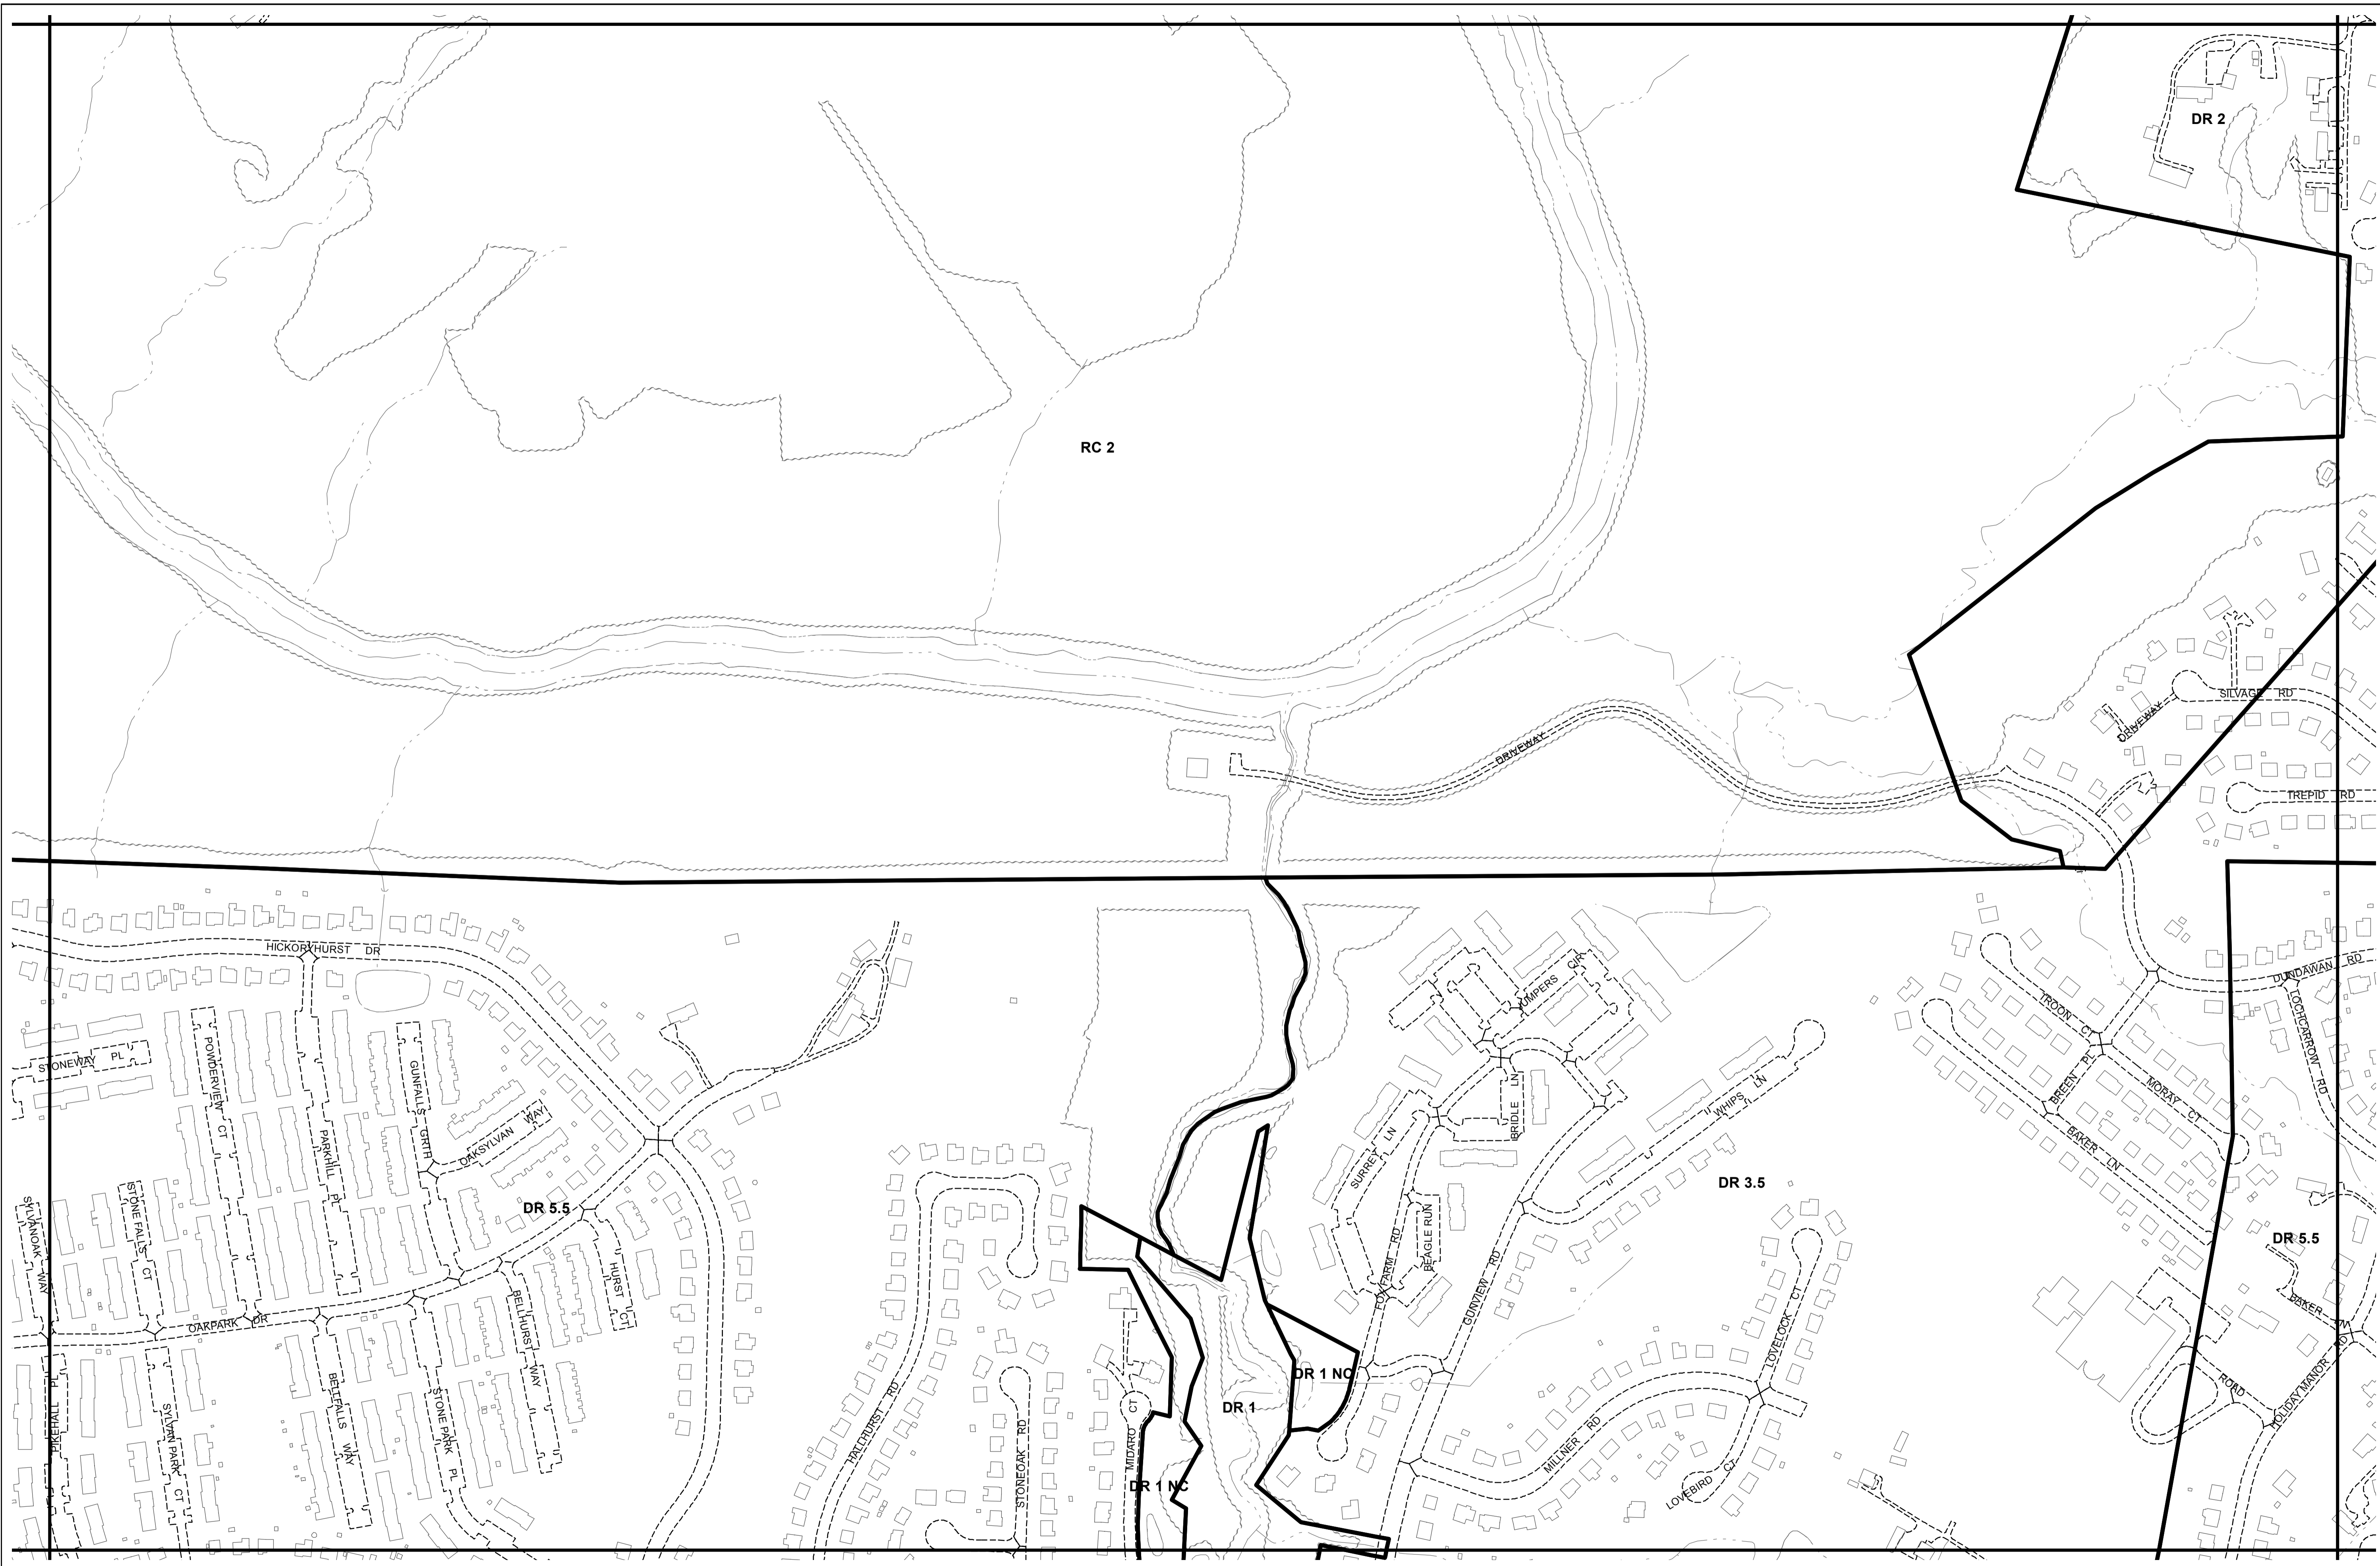 DR 2
RC 2
SILVAGE RD
DRIVEWAY
DRIVEWAY
TREPID RD
HICKORYHURST DR
DUNDAWAN RD
JUMPERS CIR
TROON CT
LOCHCARROW RD
STONEWAY PL
POWDERVIEW CT
GUNFALLS GRTH
BREEN PL
MORAY CT
WHIPS LN
BRIDLE LN
OAKSYLVAN WAY
PARKHILL PL
BAKER LN
SURREY LN
DR 3.5
DR 5.5
STONE FALLS CT
SYLVANOAK WAY
BEAGLE RUN
DR 5.5
FOXFARM RD
GUNVIEW RD
HURST CT
BELLHURST WAY
BAKER LN
OAKPARK DR
LOVELOCK CT
HOLIDAY MANOR RD
DR 1 NC
ROAD
PIKEHALL PL
BELLFALLS WAY
STONE PARK PL
SYLVAN PARK CT
HALLHURST RD
DR 1
MIDARO CT
STONEOAK RD
MILLNER RD
DR 1 NC
LOVEBIRD CT